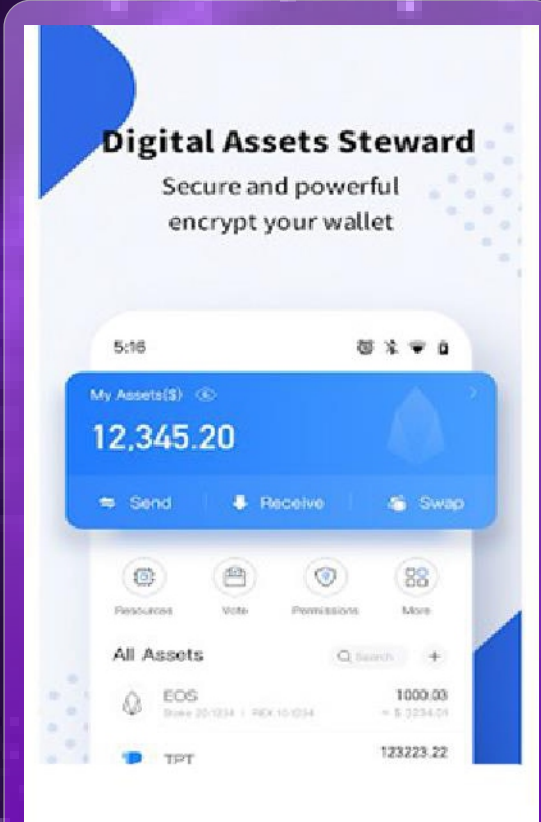 Digital Assets Steward
Secure and powerful
encrypt your wallet
5:16
My Assets($)
12,345.20
Send
Receive
Swap
Resources
Vote
Permissions
More
All Assets
Search
EOS
1000.03
TPT
123223.22